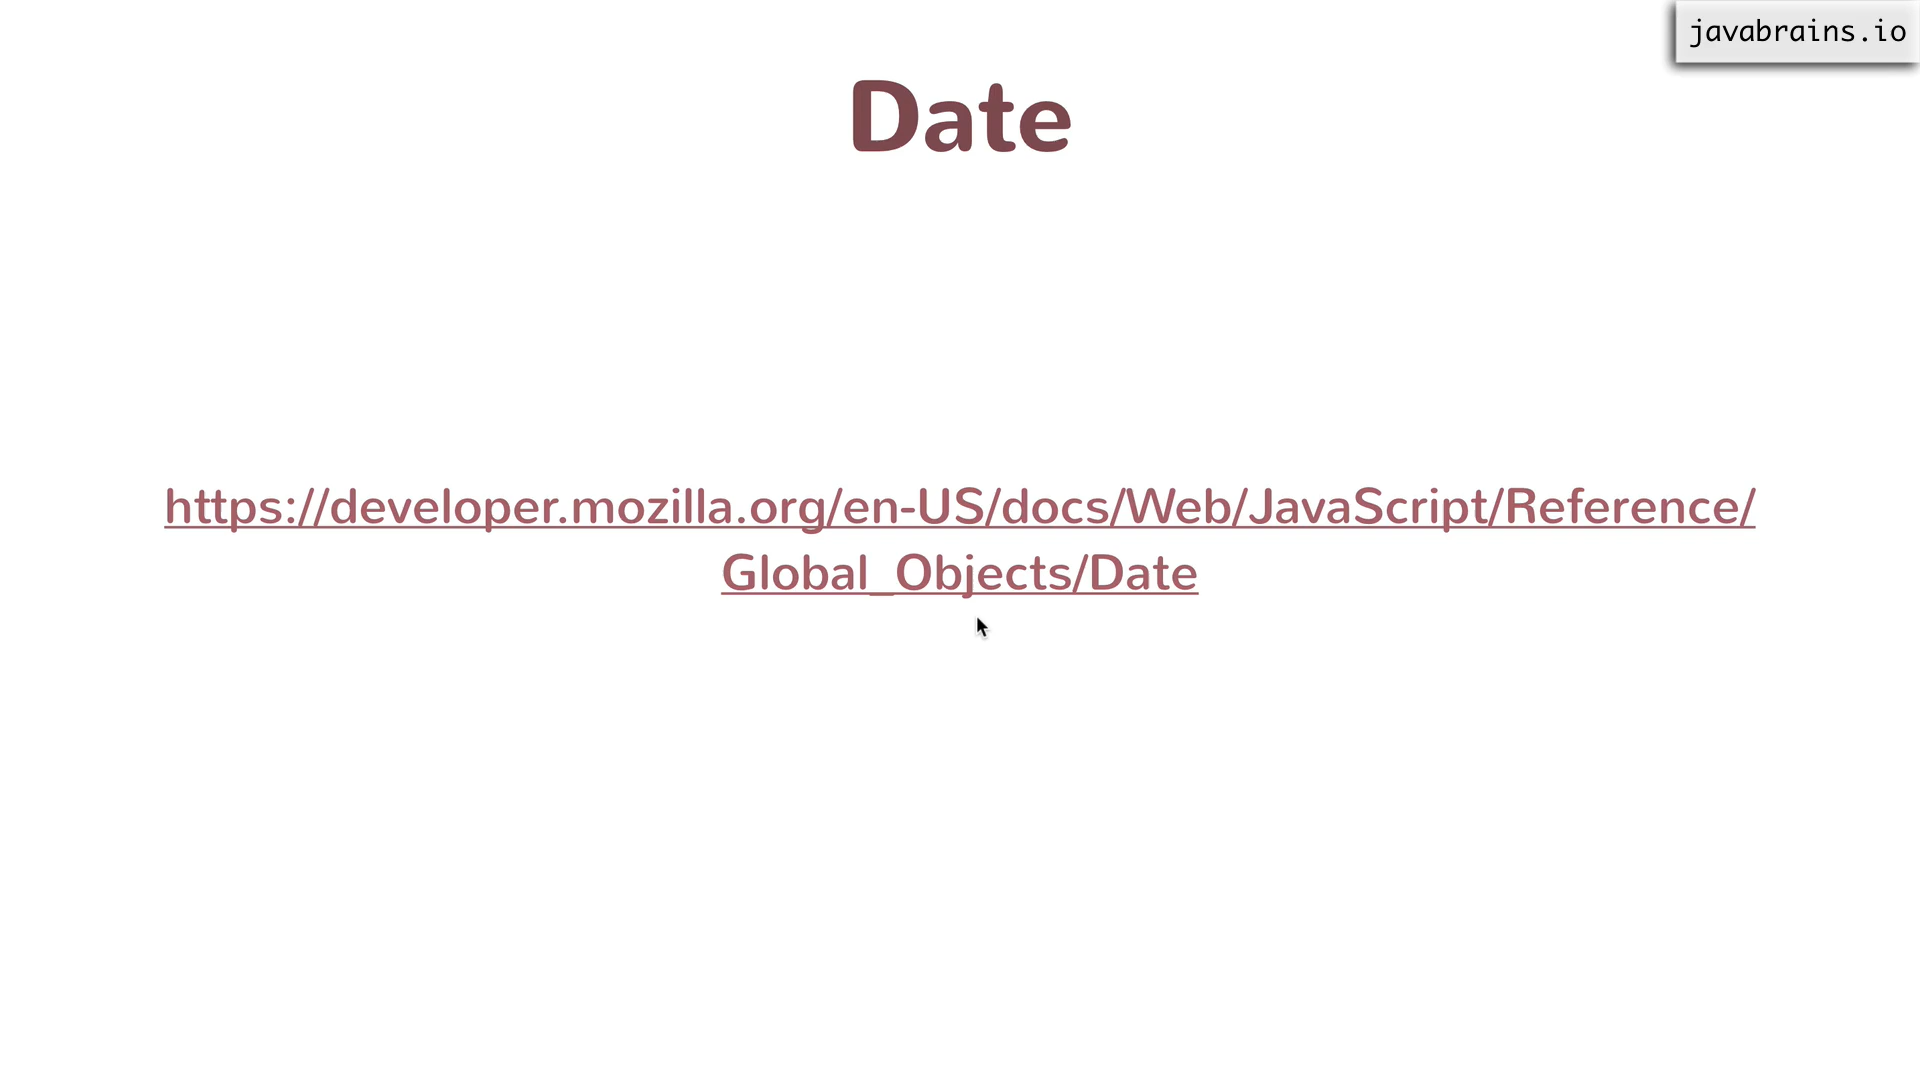 javabrains.io
Date
https://developer.mozilla.org/en-US/docs/Web/JavaScript/Reference/
Global_Objects/Date